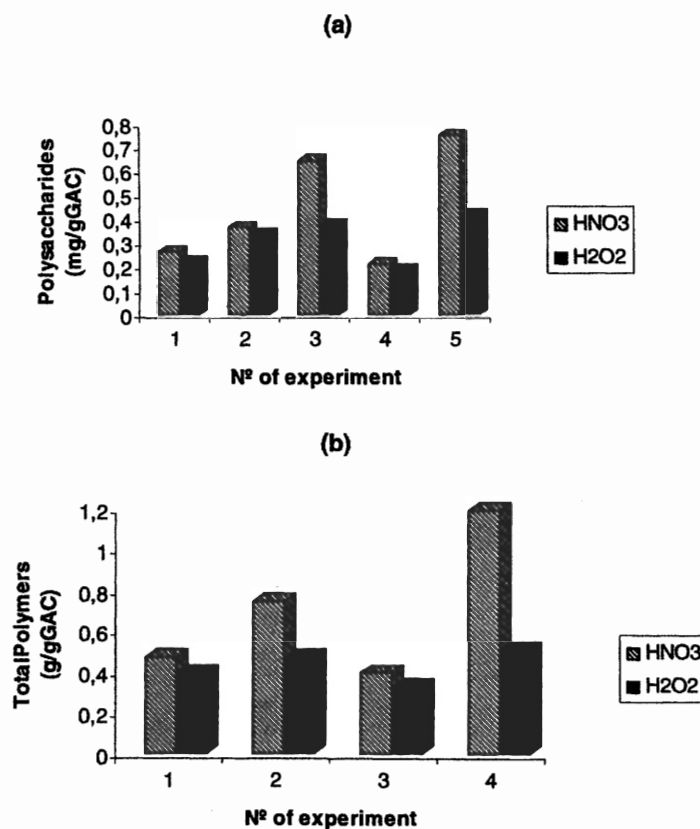 (a)
Polysaccharides
(mg/gGAC)
0,8
0,7
0,6
0,5
0,4
0,3
0,2
0,1
0
1 2 3 4 5
Nº of experiment
HNO3
H2O2
(b)
TotalPolymers
(g/gGAC)
1,2
1
0,8
0,6
0,4
0,2
0
1 2 3 4
Nº of experiment
HNO3
H2O2